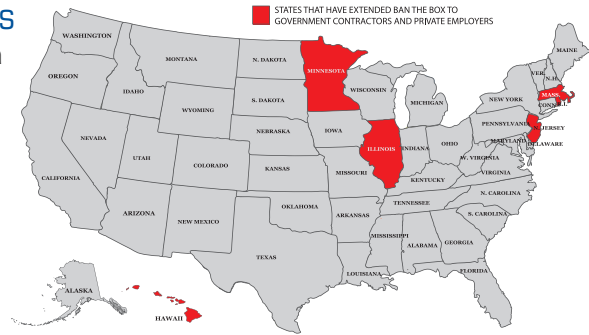 S
STATES THAT HAVE EXTENDED BAN THE BOX TO
GOVERNMENT CONTRACTORS AND PRIVATE EMPLOYERS
WASHINGTON
MONTANA
N. DAKOTA
MINNESOTA
MAINE
VER.
N.H.
OREGON
IDAHO
WYOMING
S. DAKOTA
WISCONSIN
MICHIGAN
NEW YORK
MASS.
CONN.
R.I.
NEVADA
UTAH
COLORADO
NEBRASKA
IOWA
ILLINOIS
INDIANA
OHIO
PENNSYLVANIA
N. JERSEY
MARYLAND
DELAWARE
CALIFORNIA
KANSAS
MISSOURI
KENTUCKY
W. VIRGINIA
VIRGINIA
ARIZONA
NEW MEXICO
OKLAHOMA
ARKANSAS
TENNESSEE
N. CAROLINA
S. CAROLINA
TEXAS
LOUISIANA
MISSISSIPPI
ALABAMA
GEORGIA
FLORIDA
ALASKA
HAWAII